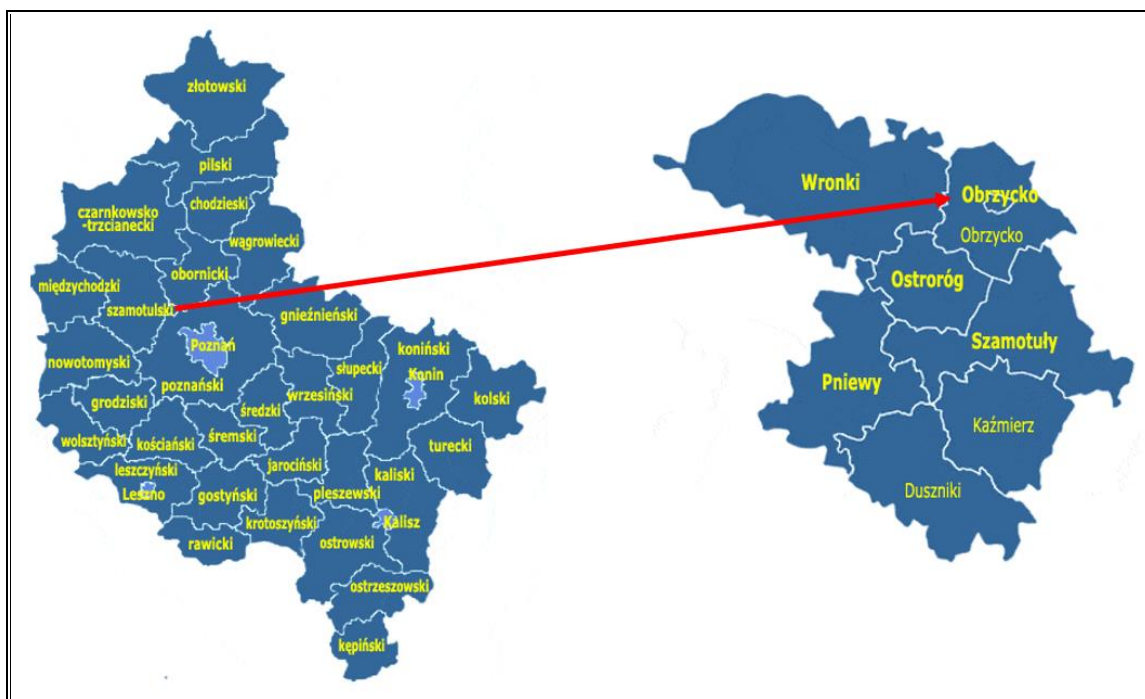 złotowski
pilski
chodzieski
czarnkowsko
-trzcianecki
wągrowiecki
obornicki
międzychodzki
szamotulski
gnieźnieński
Poznań
nowotomyski
poznański
słupecki
koniński
Konin
wrzesiński
kolski
grodziski
średzki
wolsztyński
kościański
śremski
turecki
leszczyński
jarociński
kaliski
Leszno
gostyński
pleszewski
krotoszyński
Kalisz
rawicki
ostrowski
ostrzeszowski
kępiński
Wronki
Obrzycko
Obrzycko
Ostroróg
Szamotuły
Pniewy
Kaźmierz
Duszniki